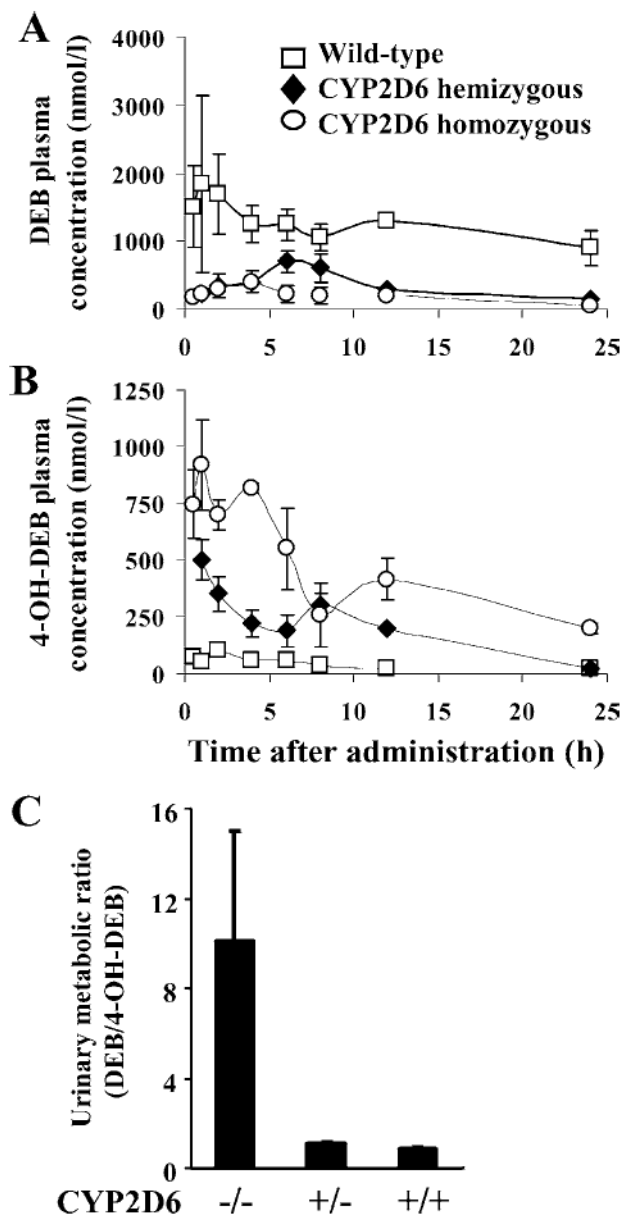 A
DEB plasma
concentration (nmol/l)
4000
3000
2000
1000
0
Wild-type
CYP2D6 hemizygous
CYP2D6 homozygous
0 5 10 15 20 25
B
4-OH-DEB plasma
concentration (nmol/l)
1250
1000
750
500
250
0
0 5 10 15 20 25
Time after administration (h)
C
Urinary metabolic ratio
(DEB/4-OH-DEB)
16
12
8
4
0
CYP2D6 -/- +/- +/+